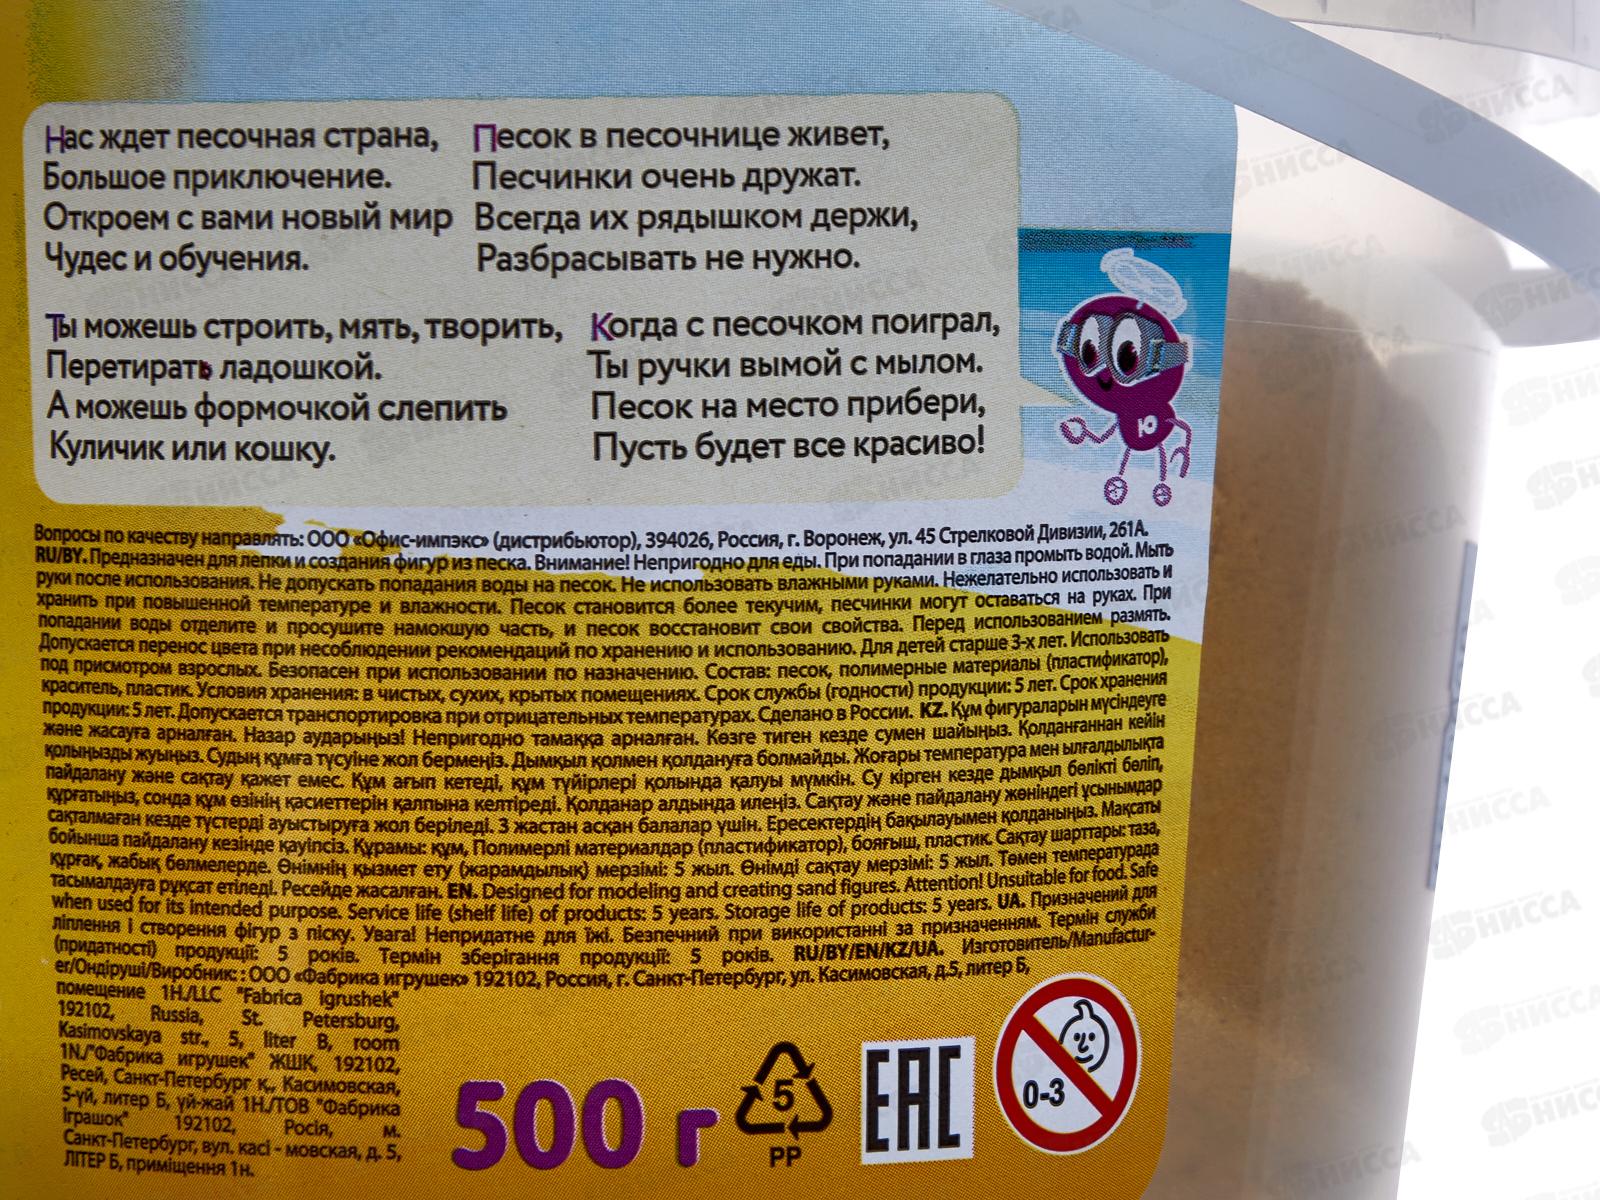 Нас ждет песочная страна,
Большое приключение.
Откроем с вами новый мир
Чудес и обучения.
Песок в песочнице живет,
Песчинки очень дружат.
Всегда их рядышком держи,
Разбрасывать не нужно.
Ты можешь строить, мять, творить,
Перетирать ладошкой.
А можешь формочкой слепить
Куличик или кошку.
Когда с песочком поиграл,
Ты ручки вымой с мылом.
Песок на место прибери,
Пусть будет все красиво!
Ю
Вопросы по качеству направлять: ООО «Офис-импэкс» (дистрибьютор), 394026, Россия, г. Воронеж, ул. 45 Стрелковой Дивизии, 261А.
RU/BY. Предназначен для лепки и создания фигур из песка. Внимание! Непригодно для еды. При попадании в глаза промыть водой. Мыть
руки после использования. Не допускать попадания воды на песок. Не использовать влажными руками. Нежелательно использовать и
хранить при повышенной температуре и влажности. Песок становится более текучим, песчинки могут оставаться на руках. При
попадании воды отделите и просушите намокшую часть, и песок восстановит свои свойства. Перед использованием размять.
Допускается перенос цвета при несоблюдении рекомендаций по хранению и использованию. Для детей старше 3-х лет. Использовать
под присмотром взрослых. Безопасен при использовании по назначению. Состав: песок, полимерные материалы (пластификатор),
краситель, пластик. Условия хранения: в чистых, сухих, крытых помещениях. Срок службы (годности) продукции: 5 лет. Срок хранения
продукции: 5 лет. Допускается транспортировка при отрицательных температурах. Сделано в России. KZ. Құм фигураларын мүсіндеуге
және жасауға арналған. Назар аударыңыз! Непригодно тамаққа арналған. Көзге тиген кезде сумен шайыңыз. Қолданғаннан кейін
қолыңызды жуыңыз. Судың құмға түсуіне жол бермеңіз. Дымқыл қолмен қолдануға болмайды. Жоғары температура мен ылғалдылықта
пайдалану және сақтау қажет емес. Құм ағып кетеді, құм түйірлері қолында қалуы мүмкін. Су кірген кезде дымқыл бөлікті бөліп,
құрғатыңыз, сонда құм өзінің қасиеттерін қалпына келтіреді. Қолданар алдында илеңіз. Сақтау және пайдалану жөніндегі ұсынымдар
сақталмаған кезде түстерді ауыстыруға жол беріледі. 3 жастан асқан балалар үшін. Ересектердің бақылауымен қолданыңыз. Мақсаты
бойынша пайдалану кезінде қауіпсіз. Құрамы: құм, Полимерлі материалдар (пластификатор), бояғыш, пластик. Сақтау шарттары: таза,
құрғақ, жабық бөлмелерде. Өнімнің қызмет ету (жарамдылық) мерзімі: 5 жыл. Өнімді сақтау мерзімі: 5 жыл. Төмен температурада
тасымалдауға рұқсат етіледі. Ресейде жасалған. EN. Designed for modeling and creating sand figures. Attention! Unsuitable for food. Safe
when used for its intended purpose. Service life (shelf life) of products: 5 years. Storage life of products: 5 years. UA. Призначений для
ліплення і створення фігур з піску. Увага! Непридатне для їжі. Безпечний при використанні за призначенням. Термін служби
(придатності) продукції: 5 років. Термін зберігання продукції: 5 років. RU/BY/EN/KZ/UA. Изготовитель/Manufactur-
er/Өндіруші/Виробник: : ООО «Фабрика игрушек» 192102, Россия, г. Санкт-Петербург, ул. Касимовская, д.5, литер Б,
помещение 1Н./LLC "Fabrica igrushek"
192102, Russia, St. Petersburg,
Kasimovskaya str., 5, liter B, room
1N./"Фабрика игрушек" ЖШҚ, 192102,
Ресей, Санкт-Петербург қ., Касимовская,
5-үй, литер Б, үй-жай 1Н./ТОВ "Фабрика
Іграшок" 192102, Росія, м.
Санкт-Петербург, вул. касі - мовская, д. 5,
ЛІТЕР Б, приміщення 1н.
500 г
5
PP
EAC
0-3
НИССА